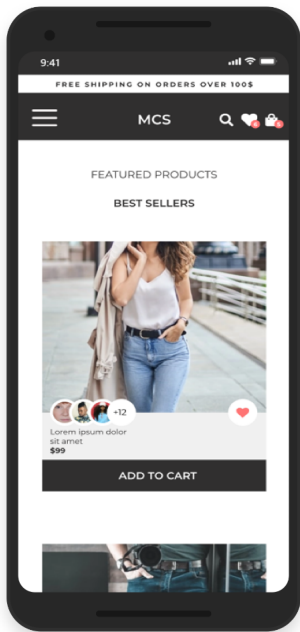 9:41
FREE SHIPPING ON ORDERS OVER 100$
MCS
FEATURED PRODUCTS
BEST SELLERS
+12
Lorem ipsum dolor
sit amet
$99
ADD TO CART